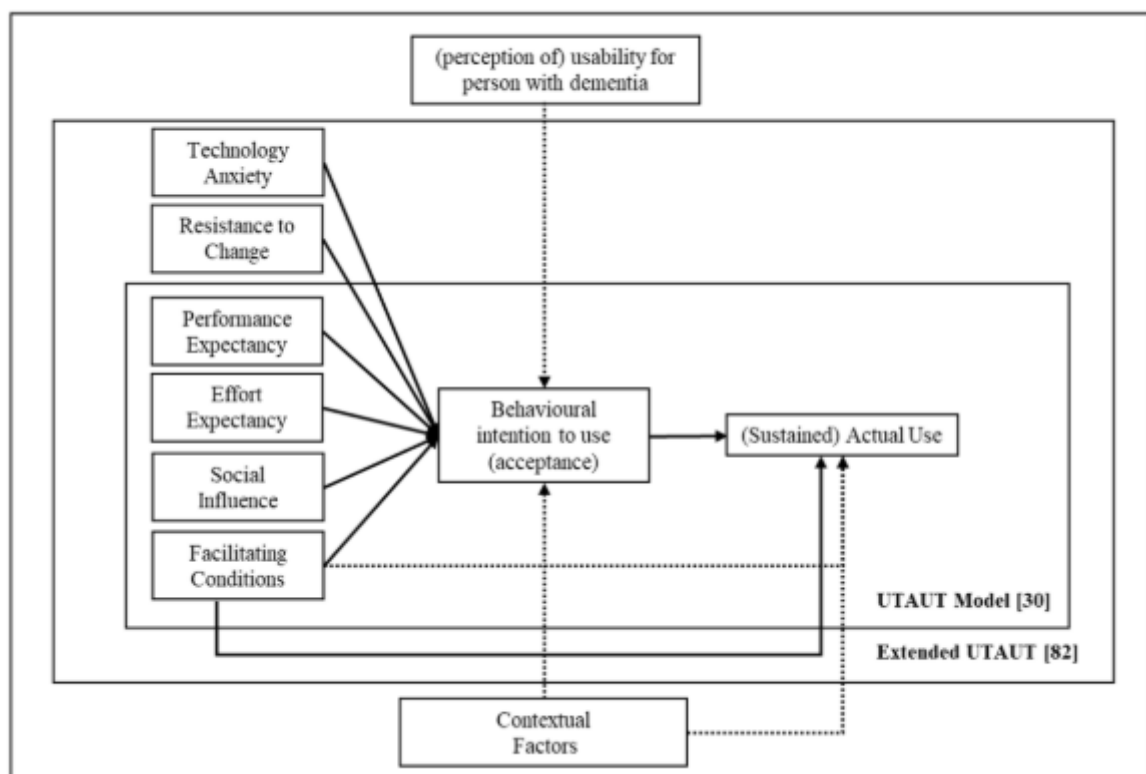 (perception of) usability for
person with dementia
Technology
Anxiety
Resistance to
Change
Performance
Expectancy
Effort
Expectancy
Social
Influence
Facilitating
Conditions
Behavioural
intention to use
(acceptance)
(Sustained) Actual Use
UTAUT Model [30]
Extended UTAUT [82]
Contextual
Factors